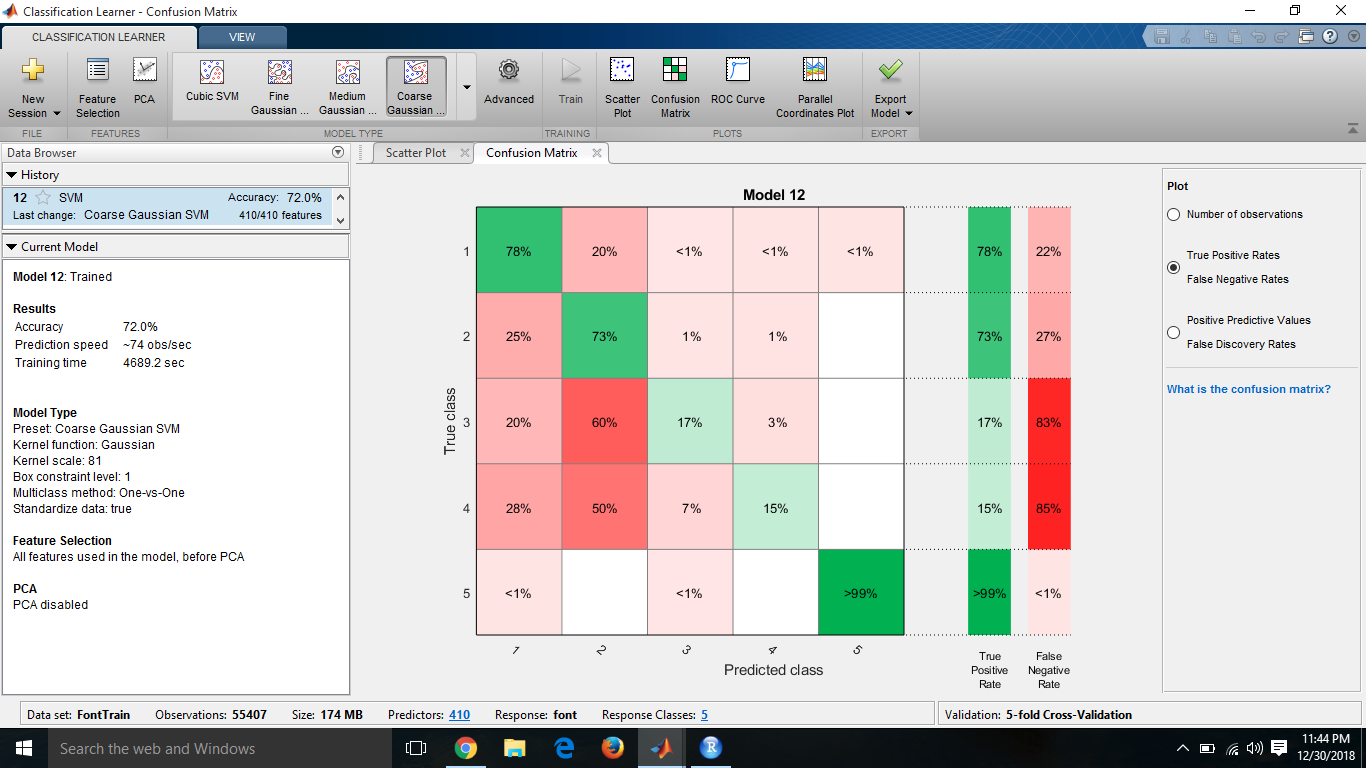 Classification Learner - Confusion Matrix
CLASSIFICATION LEARNER
VIEW
New Session
Feature Selection
PCA
Cubic SVM
Fine Gaussian ...
Medium Gaussian ...
Coarse Gaussian ...
Advanced
Train
Scatter Plot
Confusion Matrix
ROC Curve
Parallel Coordinates Plot
Export Model
FILE
FEATURES
MODEL TYPE
TRAINING
PLOTS
EXPORT
Data Browser
History
12 SVM Accuracy: 72.0%
Last change: Coarse Gaussian SVM 410/410 features
Current Model
Model 12: Trained
Results
Accuracy 72.0%
Prediction speed ~74 obs/sec
Training time 4689.2 sec
Model Type
Preset: Coarse Gaussian SVM
Kernel function: Gaussian
Kernel scale: 81
Box constraint level: 1
Multiclass method: One-vs-One
Standardize data: true
Feature Selection
All features used in the model, before PCA
PCA
PCA disabled
Scatter Plot
Confusion Matrix
Model 12
True class
1 78% 20% <1% <1% <1% 78% 22%
2 25% 73% 1% 1% 73% 27%
3 20% 60% 17% 3% 17% 83%
4 28% 50% 7% 15% 15% 85%
5 <1% <1% >99% >99% <1%
1 2 3 4 5
Predicted class
True Positive Rate
False Negative Rate
Plot
Number of observations
True Positive Rates
False Negative Rates
Positive Predictive Values
False Discovery Rates
What is the confusion matrix?
Data set: FontTrain Observations: 55407 Size: 174 MB Predictors: 410 Response: font Response Classes: 5
Validation: 5-fold Cross-Validation
Search the web and Windows
R
11:44 PM
12/30/2018